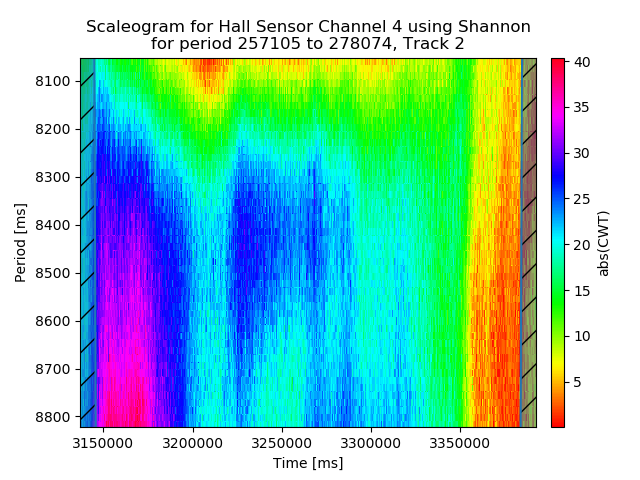 Scaleogram for Hall Sensor Channel 4 using Shannon
for period 257105 to 278074, Track 2
8100
8200
8300
8400
8500
8600
8700
8800
Period [ms]
3150000 3200000 3250000 3300000 3350000
Time [ms]
40
35
30
25
20
15
10
5
abs(CWT)